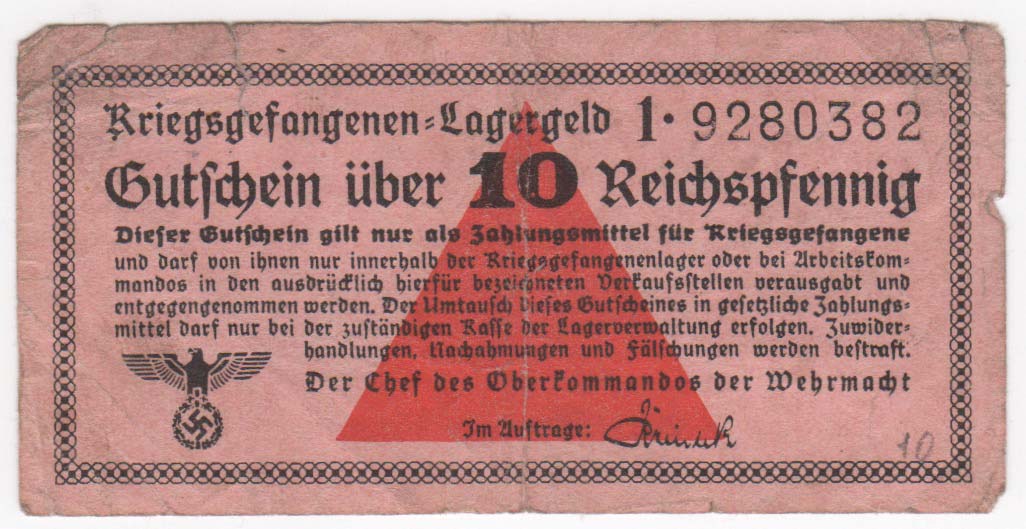 Kriegsgefangenen-Lagergeld 1·9280382
Gutschein über 10 Reichspfennig
Dieser Gutschein gilt nur als Zahlungsmittel für Kriegsgefangene
und darf von ihnen nur innerhalb der Kriegsgefangenenlager oder bei Arbeitskom-
mandos in den ausdrücklich hierfür bezeichneten Verkaufsstellen verausgabt und
entgegengenommen werden. Der Umtausch dieses Gutscheines in gesetzliche Zahlungs-
mittel darf nur bei der zuständigen Kasse der Lagerverwaltung erfolgen. Zuwider-
handlungen, Nachahmungen und Fälschungen werden bestraft.
Der Chef des Oberkommandos der Wehrmacht
Im Auftrage:
10